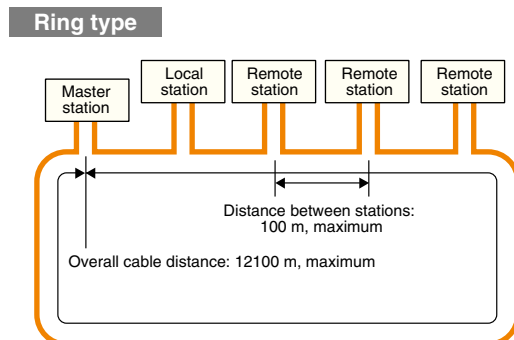 Ring type
Master
station
Local
station
Remote
station
Remote
station
Remote
station
Distance between stations:
100 m, maximum
Overall cable distance: 12100 m, maximum